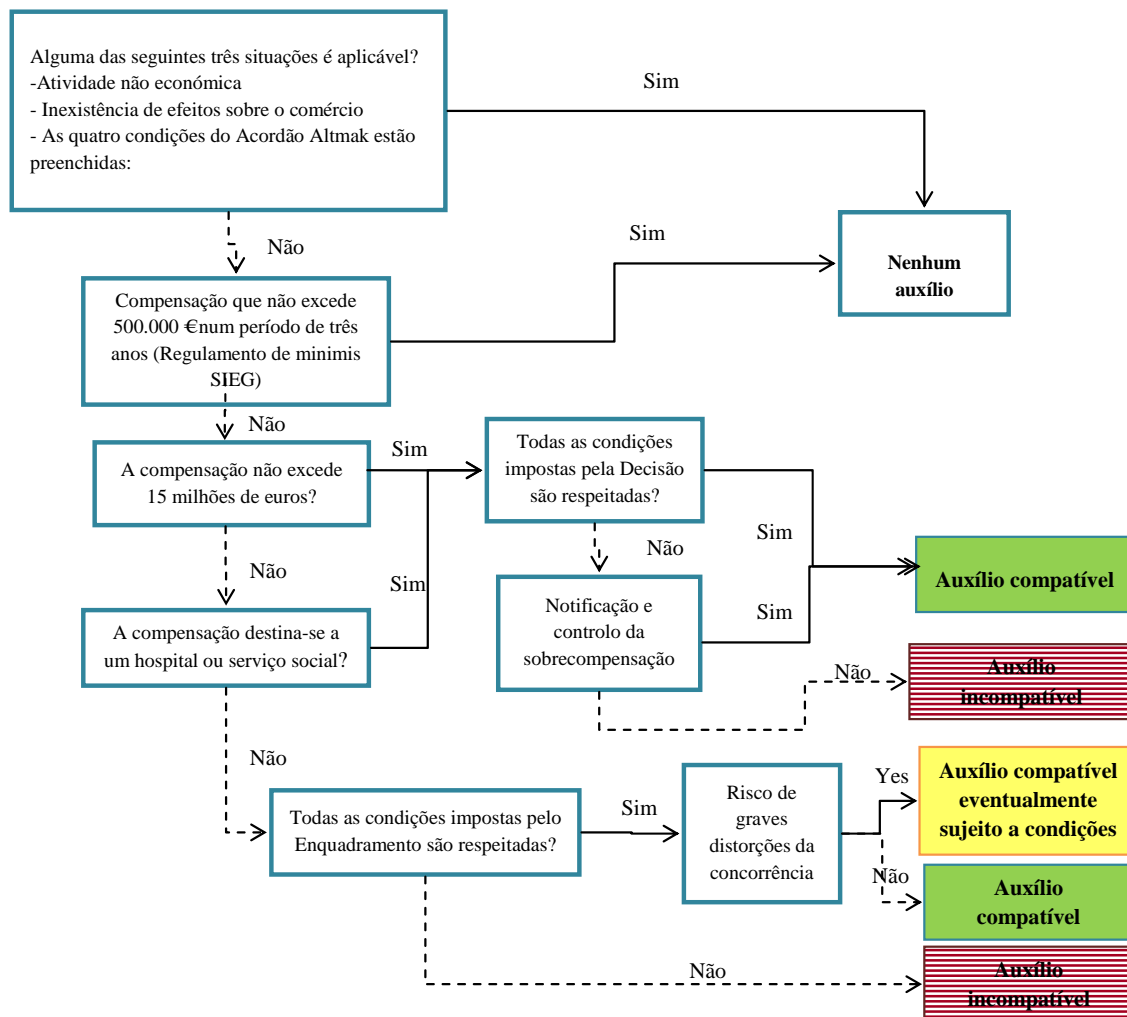 Alguma das seguintes três situações é aplicável?
-Atividade não económica
- Inexistência de efeitos sobre o comércio
- As quatro condições do Acordão Altmak estão
preenchidas:
Sim
Não
Sim
Nenhum
auxílio
Compensação que não excede
500.000 €num período de três
anos (Regulamento de minimis
SIEG)
Não
A compensação não excede
15 milhões de euros?
Sim
Todas as condições
impostas pela Decisão
são respeitadas?
Sim
Não
Não
Sim
Auxílio compatível
A compensação destina-se a
um hospital ou serviço social?
Notificação e
controlo da
sobrecompensação
Sim
Não
Auxílio
incompatível
Não
Todas as condições impostas pelo
Enquadramento são respeitadas?
Sim
Risco de
graves
distorções da
concorrência
Yes
Auxílio compatível
eventualmente
sujeito a condições
Não
Auxílio
compatível
Não
Auxílio
incompatível